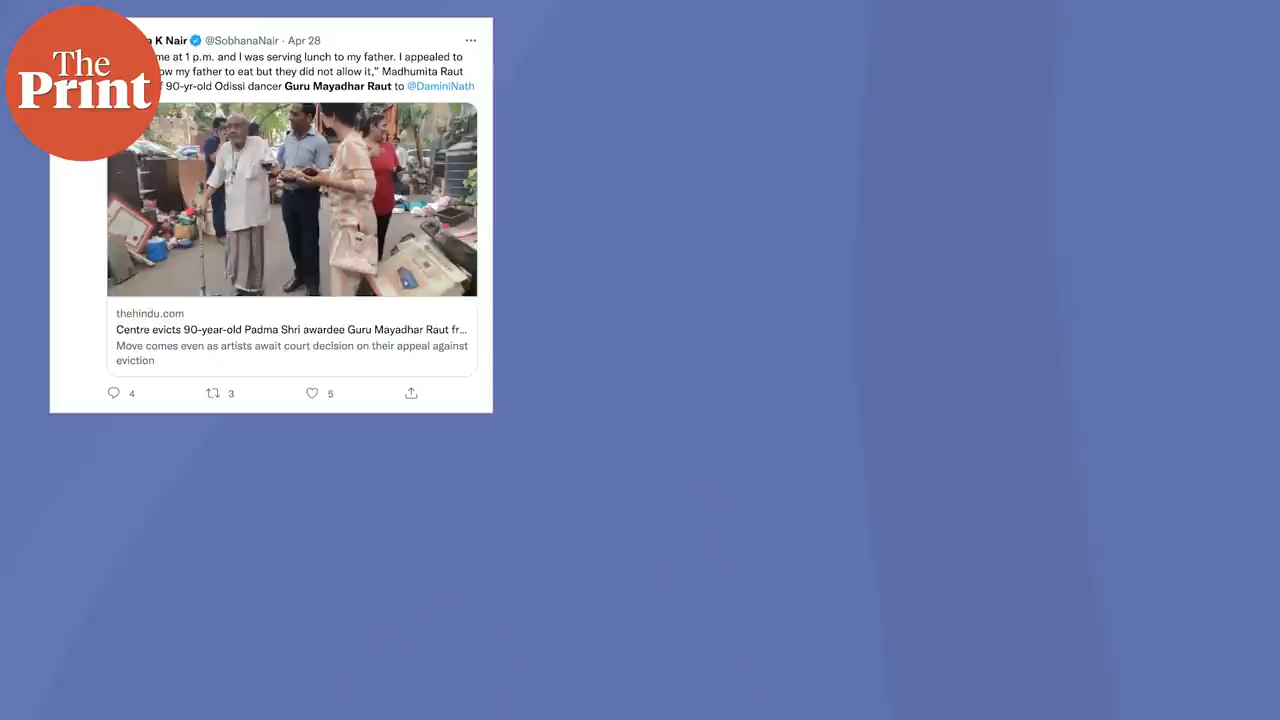 The
Print
a K Nair @SobhanaNair · Apr 28
me at 1 p.m. and I was serving lunch to my father. I appealed to
ow my father to eat but they did not allow it," Madhumita Raut
f 90-yr-old Odissi dancer Guru Mayadhar Raut to @DaminiNath
thehindu.com
Centre evicts 90-year-old Padma Shri awardee Guru Mayadhar Raut fr...
Move comes even as artists await court decision on their appeal against
eviction
4 3 5